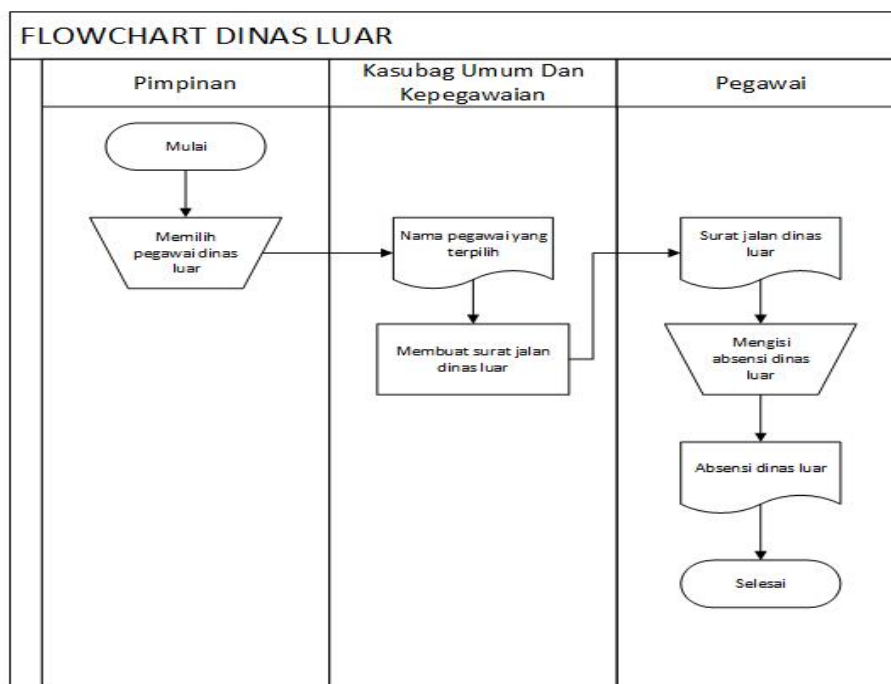 FLOWCHART DINAS LUAR
Pimpinan
Kasubag Umum Dan
Kepegawaian
Pegawai
Mulai
Memilih
pegawai dinas
luar
Nama pegawai yang
terpilih
Membuat surat jalan
dinas luar
Surat jalan dinas
luar
Mengisi
absensi dinas
luar
Absensi dinas luar
Selesai